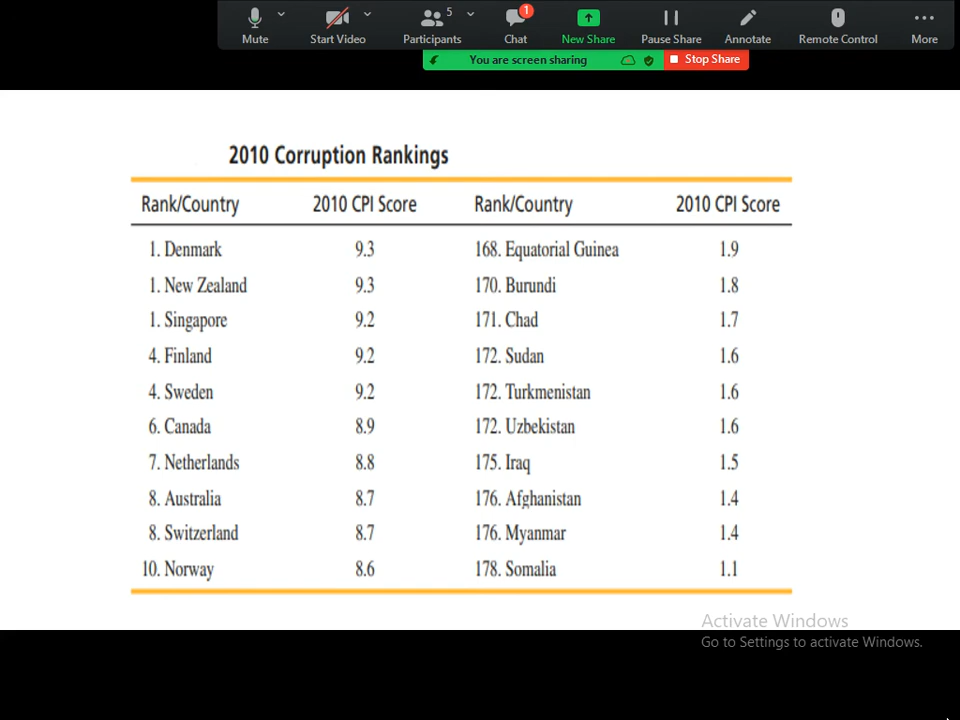 5
1
Mute
Start Video
Participants
Chat
New Share
Pause Share
Annotate
Remote Control
More
You are screen sharing
Stop Share
2010 Corruption Rankings
Rank/Country 2010 CPI Score Rank/Country 2010 CPI Score
1. Denmark 9.3 168. Equatorial Guinea 1.9
1. New Zealand 9.3 170. Burundi 1.8
1. Singapore 9.2 171. Chad 1.7
4. Finland 9.2 172. Sudan 1.6
4. Sweden 9.2 172. Turkmenistan 1.6
6. Canada 8.9 172. Uzbekistan 1.6
7. Netherlands 8.8 175. Iraq 1.5
8. Australia 8.7 176. Afghanistan 1.4
8. Switzerland 8.7 176. Myanmar 1.4
10. Norway 8.6 178. Somalia 1.1
Activate Windows
Go to Settings to activate Windows.